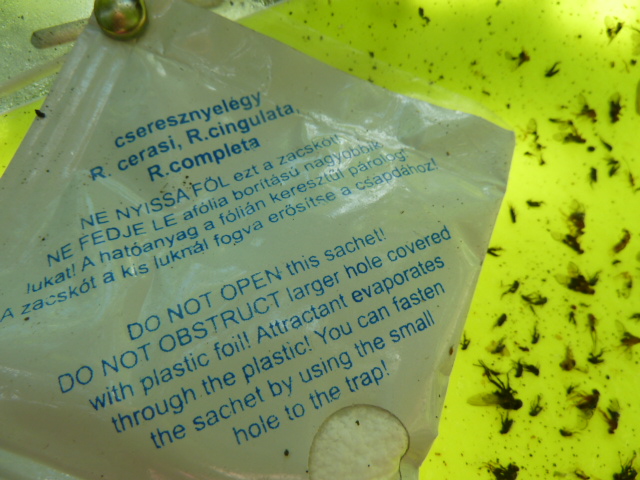 cseresznyelégy
R. cerasi, R.cingulata,
R.completa
NE NYISSA FÖL ezt a zacskót!
NE FEDJE LE afólia borítású nagyobbik
lukat! A hatóanyag a fólián keresztül párolog!
A zacskót a kis luknál fogva erősítse a csapdához!
DO NOT OPEN this sachet!
DO NOT OBSTRUCT larger hole covered
with plastic foil! Attractant evaporates
through the plastic! You can fasten
the sachet by using the small
hole to the trap!